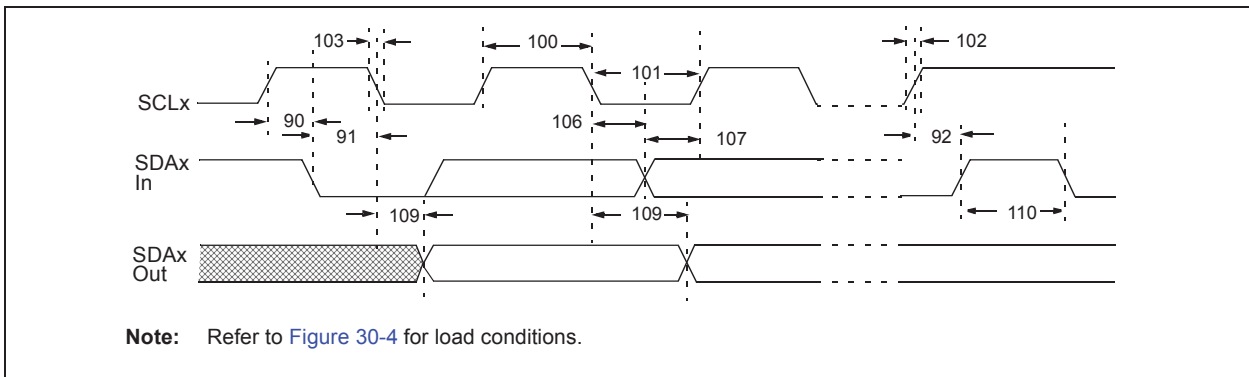 103
100
102
101
SCLx
90
91
106
107
92
SDAx
In
109
109
110
SDAx
Out
Note: Refer to Figure 30-4 for load conditions.